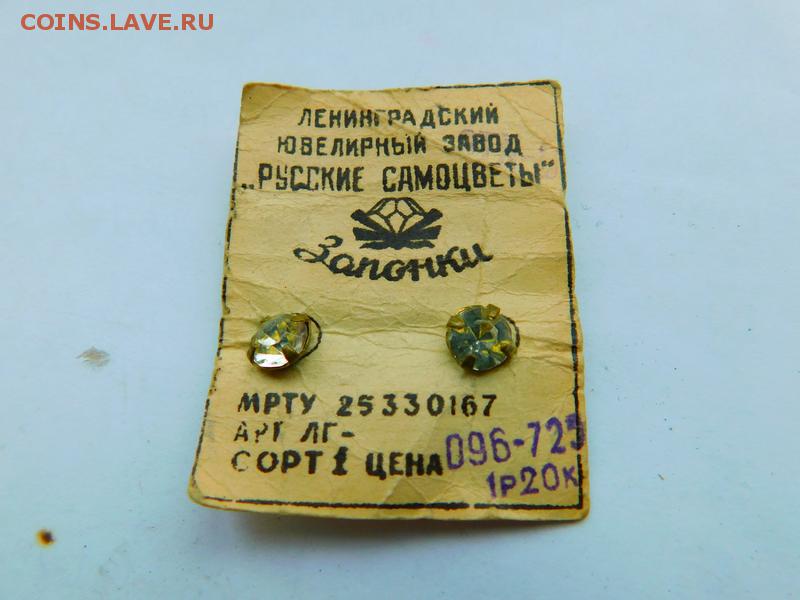 COINS.LAVE.RU
ЛЕНИНГРАДСКИЙ
ЮВЕЛИРНЫЙ ЗАВОД
„РУССКИЕ САМОЦВЕТЫ"
Запонки
МРТУ 25330167
АРТ ЛГ-
096-725
СОРТ 1 ЦЕНА
1р20к